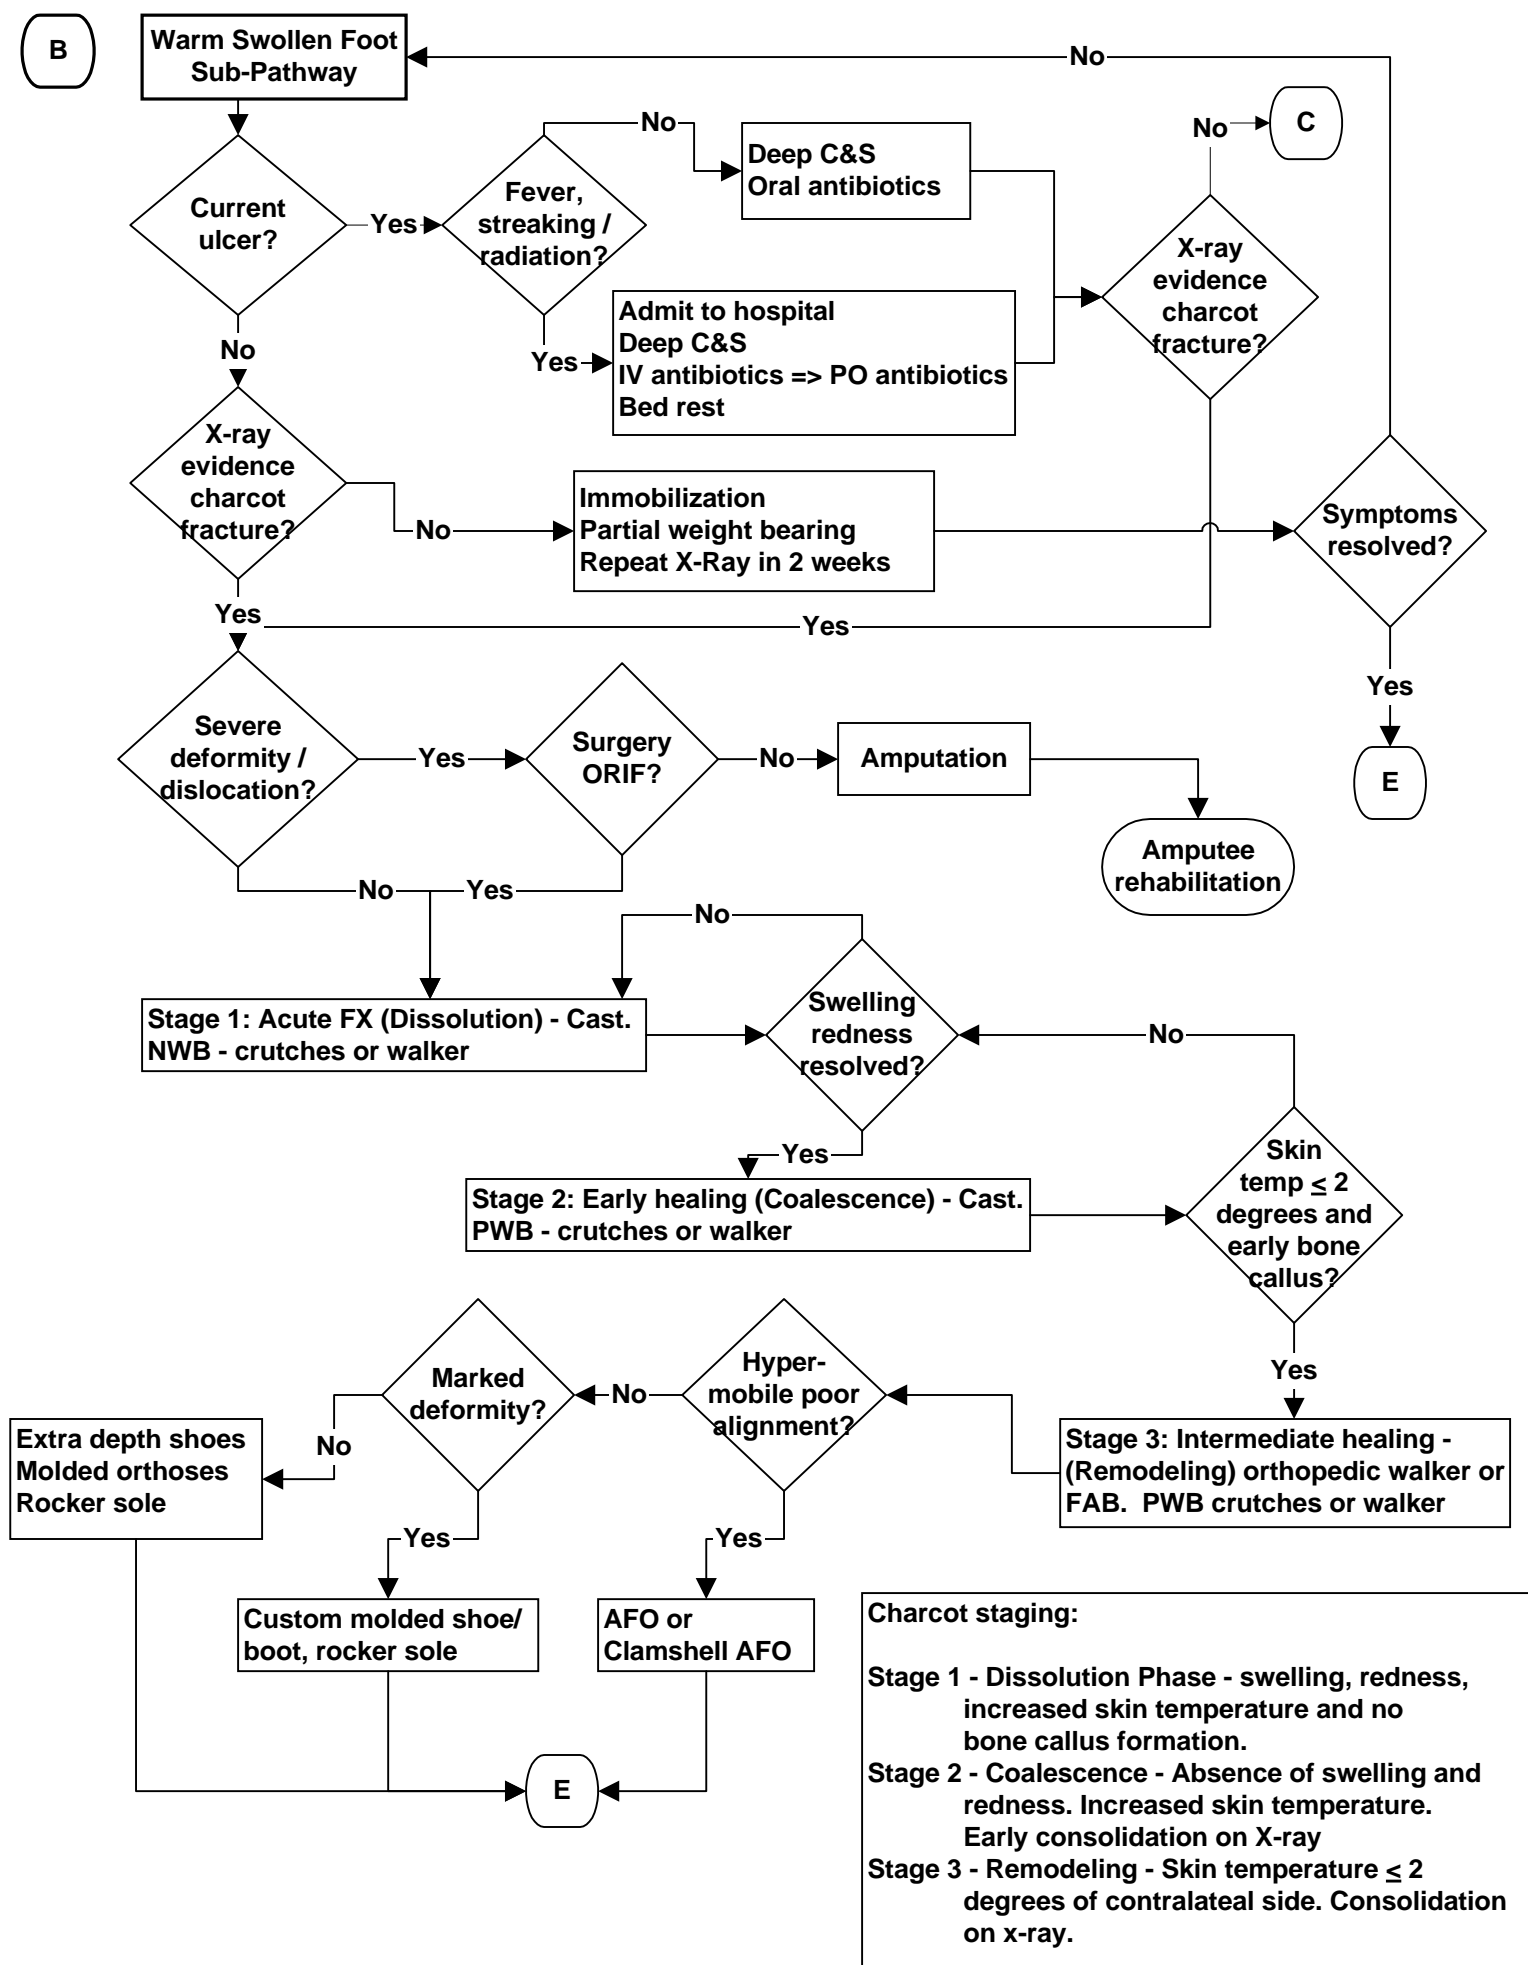 B
Warm Swollen Foot
Sub-Pathway
No
C
No
No
Deep C&S
Oral antibiotics
Current
ulcer?
Yes
Fever,
streaking /
radiation?
X-ray
evidence
charcot
fracture?
Admit to hospital
Deep C&S
IV antibiotics => PO antibiotics
Bed rest
Yes
No
X-ray
evidence
charcot
fracture?
No
Immobilization
Partial weight bearing
Repeat X-Ray in 2 weeks
Symptoms
resolved?
Yes
Yes
Yes
E
Severe
deformity /
dislocation?
Yes
Surgery
ORIF?
No
Amputation
Amputee
rehabilitation
No
Yes
No
Stage 1: Acute FX (Dissolution) - Cast.
NWB - crutches or walker
Swelling
redness
resolved?
No
Yes
Stage 2: Early healing (Coalescence) - Cast.
PWB - crutches or walker
Skin
temp ≤ 2
degrees and
early bone
callus?
Yes
Stage 3: Intermediate healing -
(Remodeling) orthopedic walker or
FAB.  PWB crutches or walker
Hyper-
mobile poor
alignment?
No
Marked
deformity?
No
Extra depth shoes
Molded orthoses
Rocker sole
Yes
Yes
Custom molded shoe/
boot, rocker sole
AFO or
Clamshell AFO
E
Charcot staging:
Stage 1 - Dissolution Phase - swelling, redness,
increased skin temperature and no
bone callus formation.
Stage 2 - Coalescence - Absence of swelling and
redness. Increased skin temperature.
Early consolidation on X-ray
Stage 3 - Remodeling - Skin temperature ≤ 2
degrees of contralateal side. Consolidation
on x-ray.